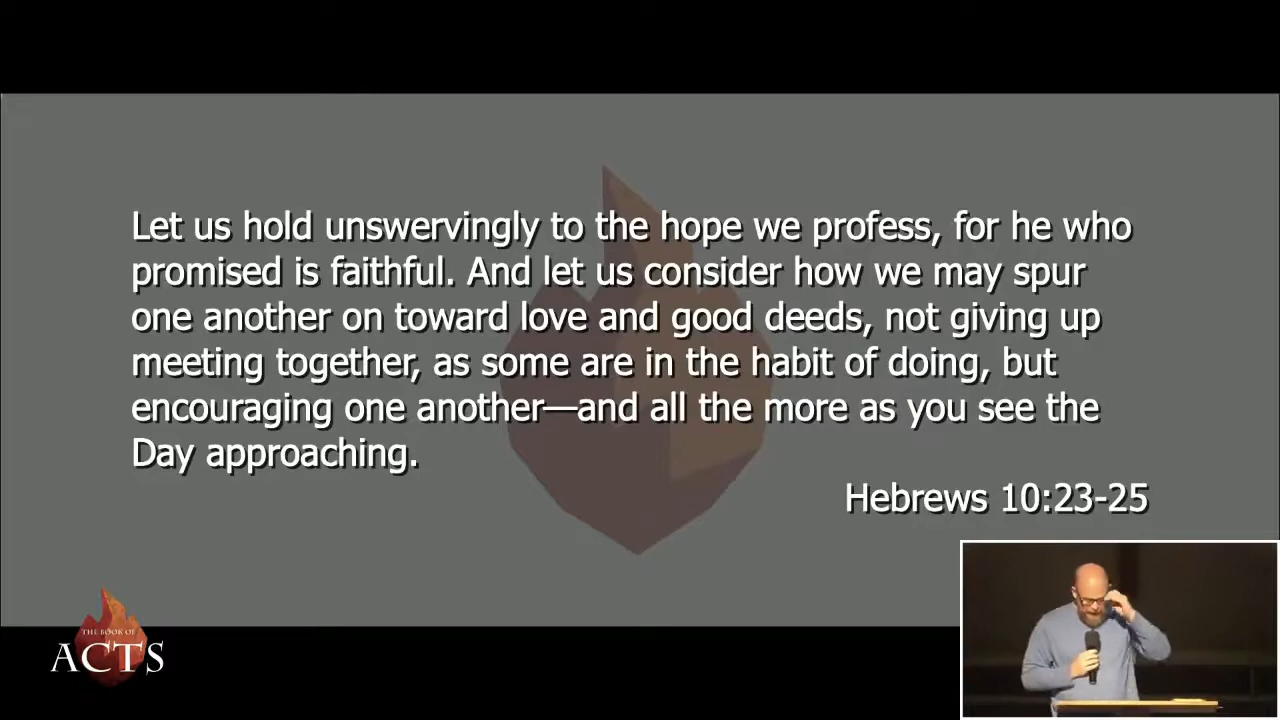 Let us hold unswervingly to the hope we profess, for he who
promised is faithful. And let us consider how we may spur
one another on toward love and good deeds, not giving up
meeting together, as some are in the habit of doing, but
encouraging one another—and all the more as you see the
Day approaching.
Hebrews 10:23-25
THE BOOK OF
ACTS